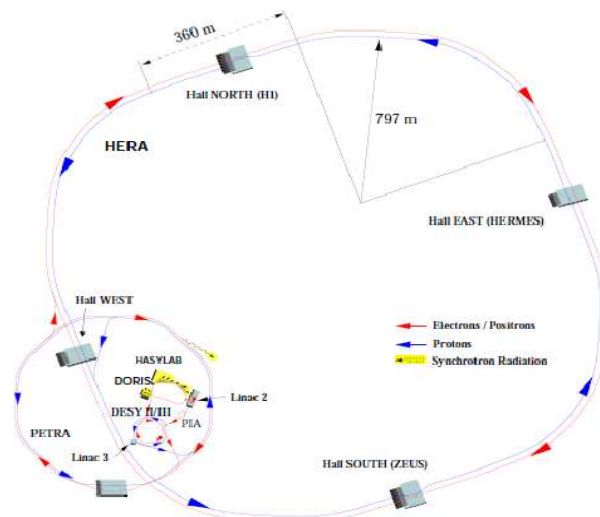 360 m
Hall NORTH (H1)
797 m
HERA
Hall EAST (HERMES)
Hall WEST
Electrons / Positrons
Protons
Synchrotron Radiation
HASYLAB
DORIS
Linac 2
DESY II/III
PIA
PETRA
Linac 3
Hall SOUTH (ZEUS)